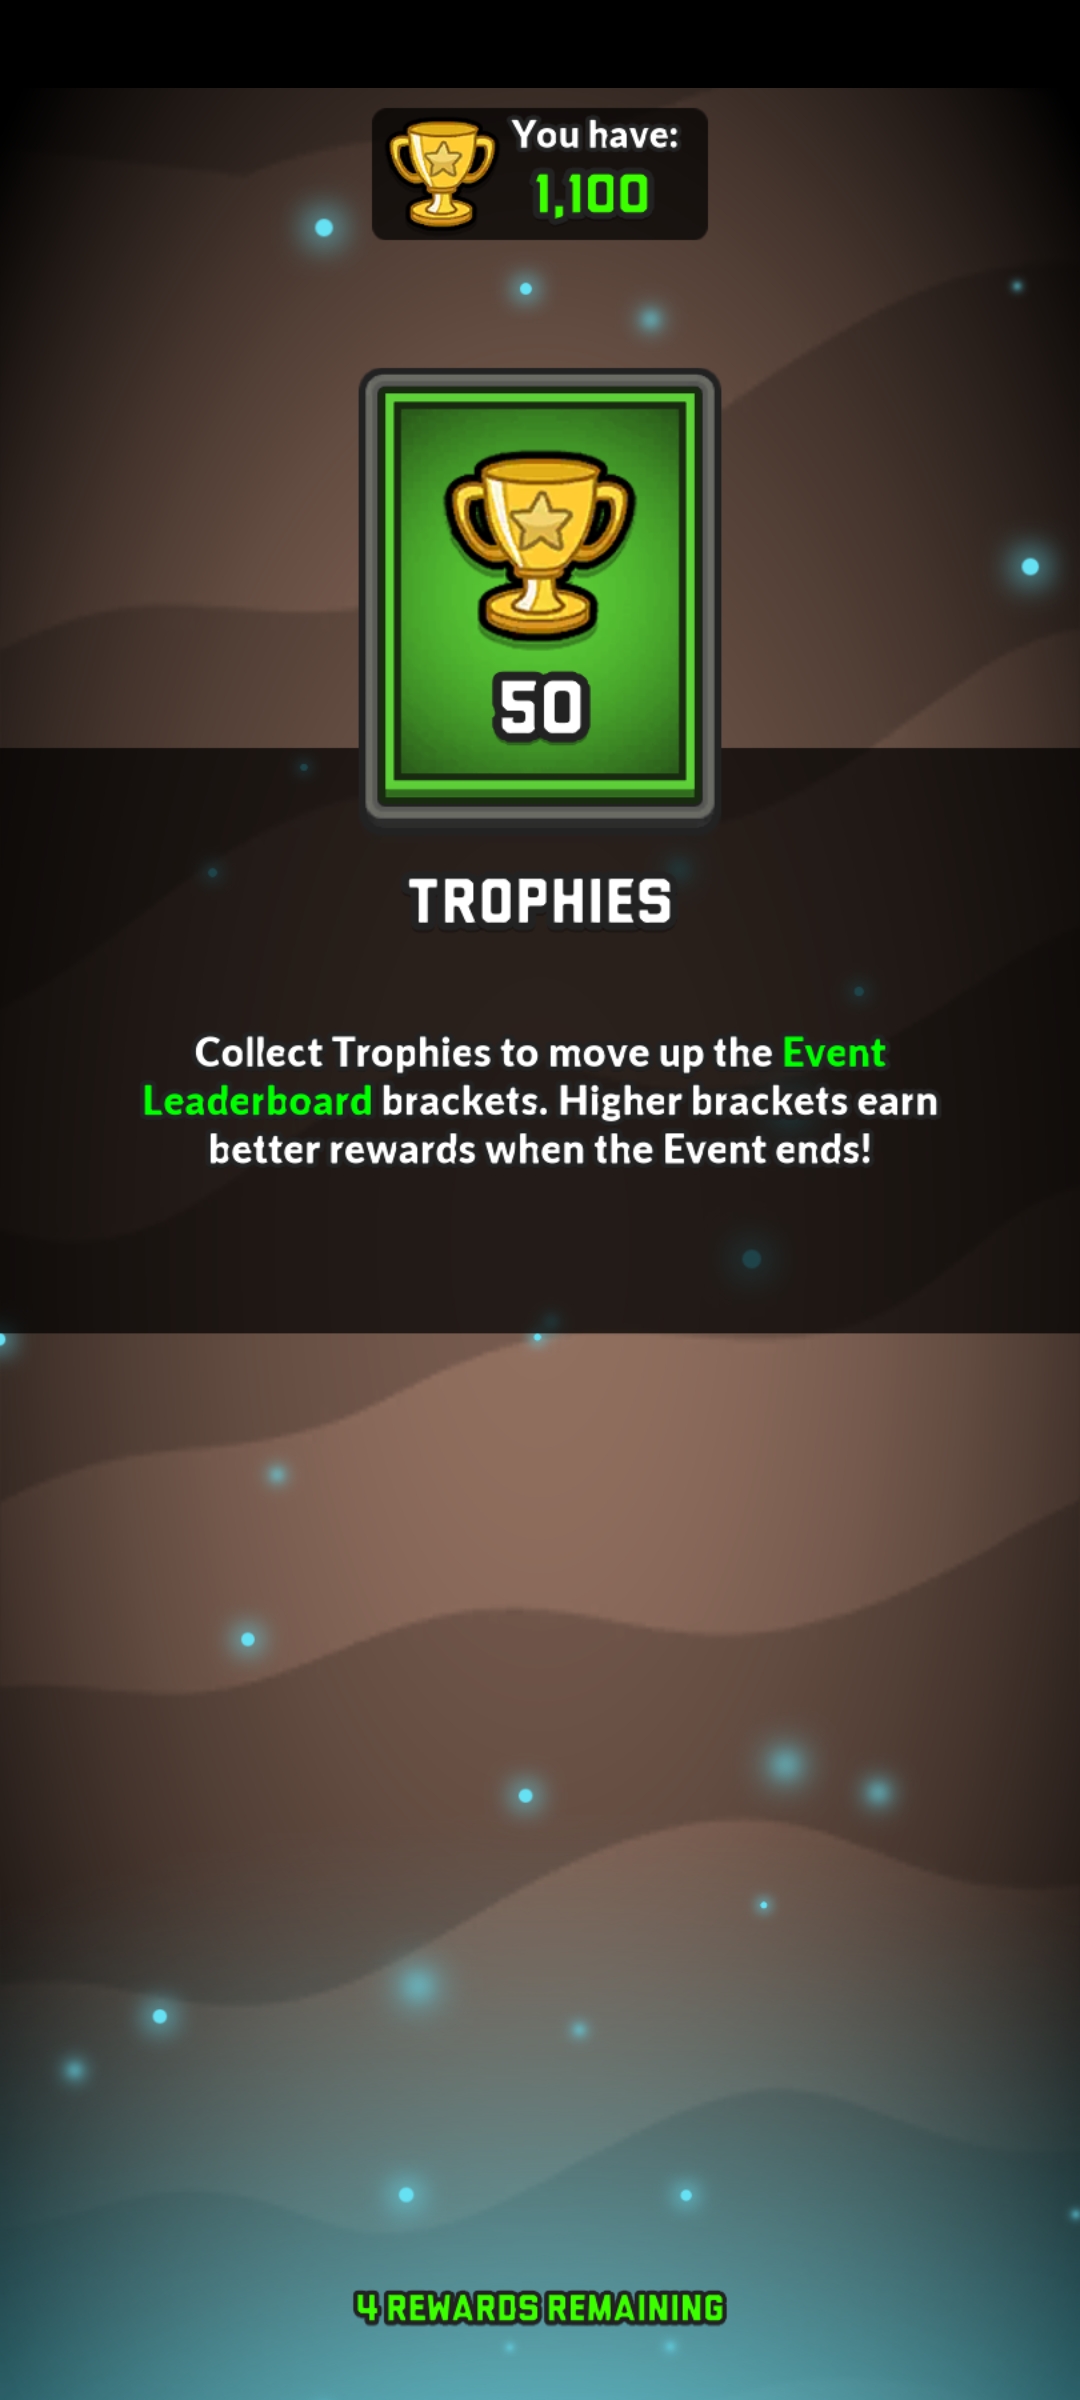 You have:
1,100
50
TROPHIES
Collect Trophies to move up the Event
Leaderboard brackets. Higher brackets earn
better rewards when the Event ends!
4 REWARDS REMAINING